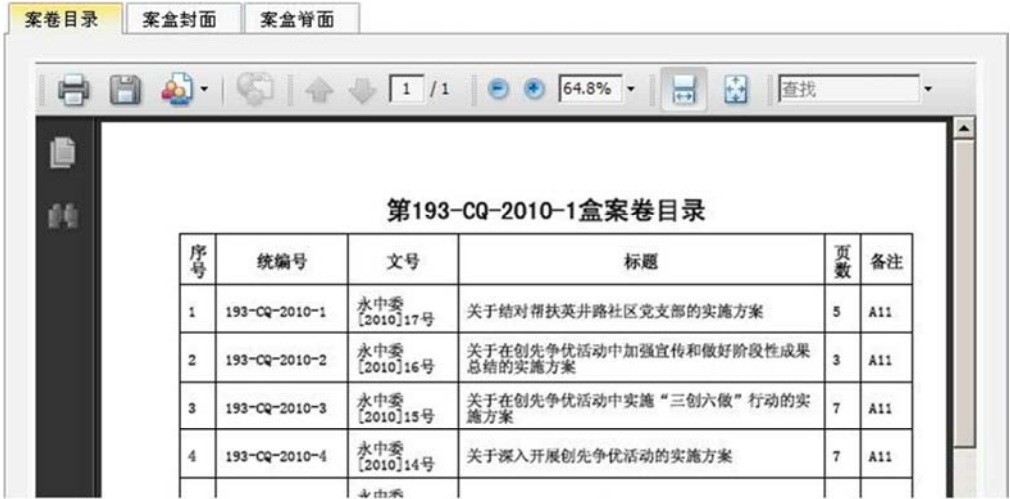 案卷目录 案盒封面 案盒脊面
1 / 1 64.8% 查找
第193-CQ-2010-1盒案卷目录
序号 统编号 文号 标题 页数 备注
1 193-CQ-2010-1 永中委[2010]17号 关于结对帮扶英井路社区党支部的实施方案 5 A11
2 193-CQ-2010-2 永中委[2010]16号 关于在创先争优活动中加强宣传和做好阶段性成果总结的实施方案 3 A11
3 193-CQ-2010-3 永中委[2010]15号 关于在创先争优活动中实施“三创六做”行动的实施方案 7 A11
4 193-CQ-2010-4 永中委[2010]14号 关于深入开展创先争优活动的实施方案 7 A11